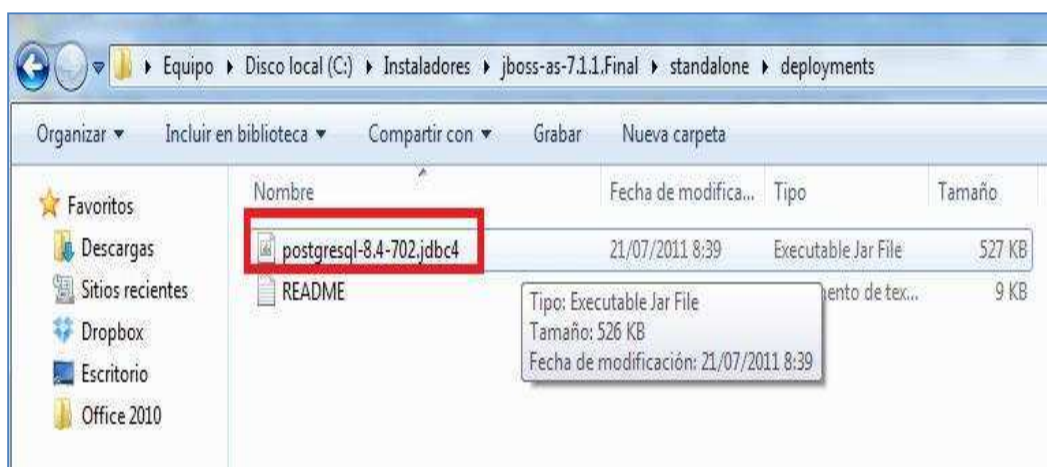 Equipo Disco local (C:) Instaladores jboss-as-7.1.1.Final standalone deployments
Organizar Incluir en biblioteca Compartir con Grabar Nueva carpeta
Favoritos
Descargas
Sitios recientes
Dropbox
Escritorio
Office 2010
Nombre Fecha de modifica... Tipo Tamaño
postgresql-8.4-702.jdbc4 21/07/2011 8:39 Executable Jar File 527 KB
README 9 KB
Tipo: Executable Jar File
Tamaño: 526 KB
Fecha de modificación: 21/07/2011 8:39